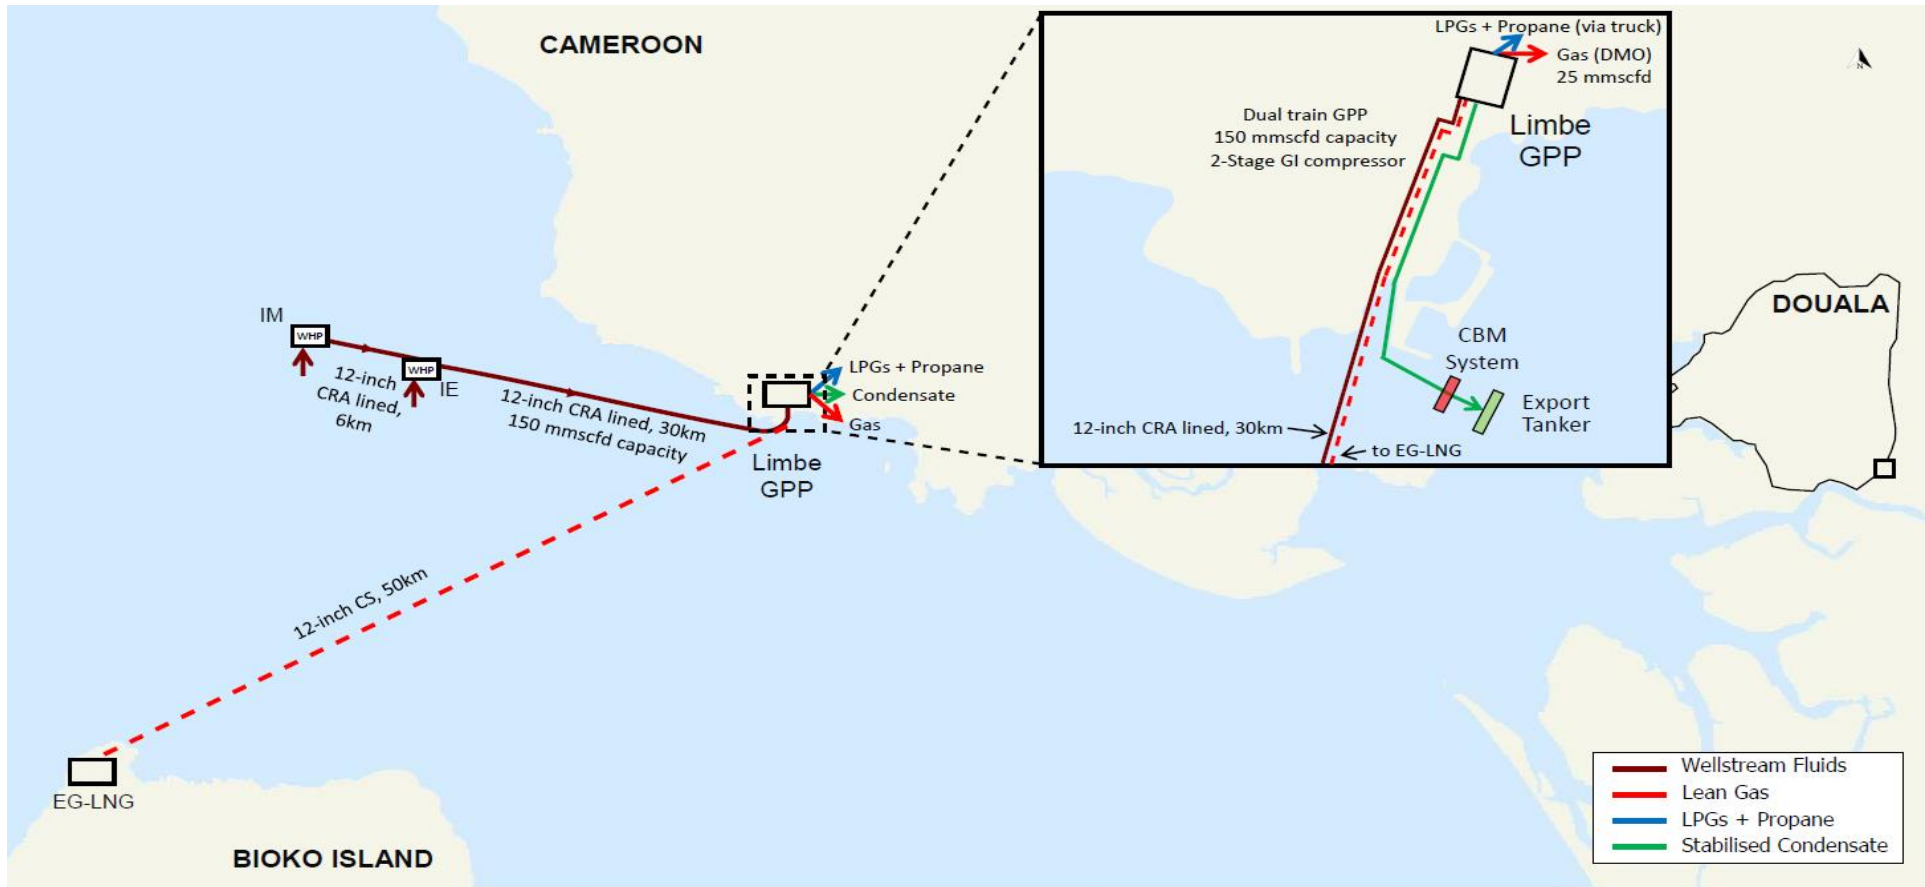 CAMEROON
IM
WHP
WHP
IE
12-inch
CRA lined,
6km
12-inch CRA lined, 30km
150 mmscfd capacity
LPGs + Propane
Condensate
Gas
Limbe
GPP
12-inch CS, 50km
EG-LNG
BIOKO ISLAND
LPGs + Propane (via truck)
Gas (DMO)
25 mmscfd
Dual train GPP
150 mmscfd capacity
2-Stage GI compressor
Limbe
GPP
CBM
System
Export
Tanker
12-inch CRA lined, 30km
to EG-LNG
N
DOUALA
Wellstream Fluids
Lean Gas
LPGs + Propane
Stabilised Condensate